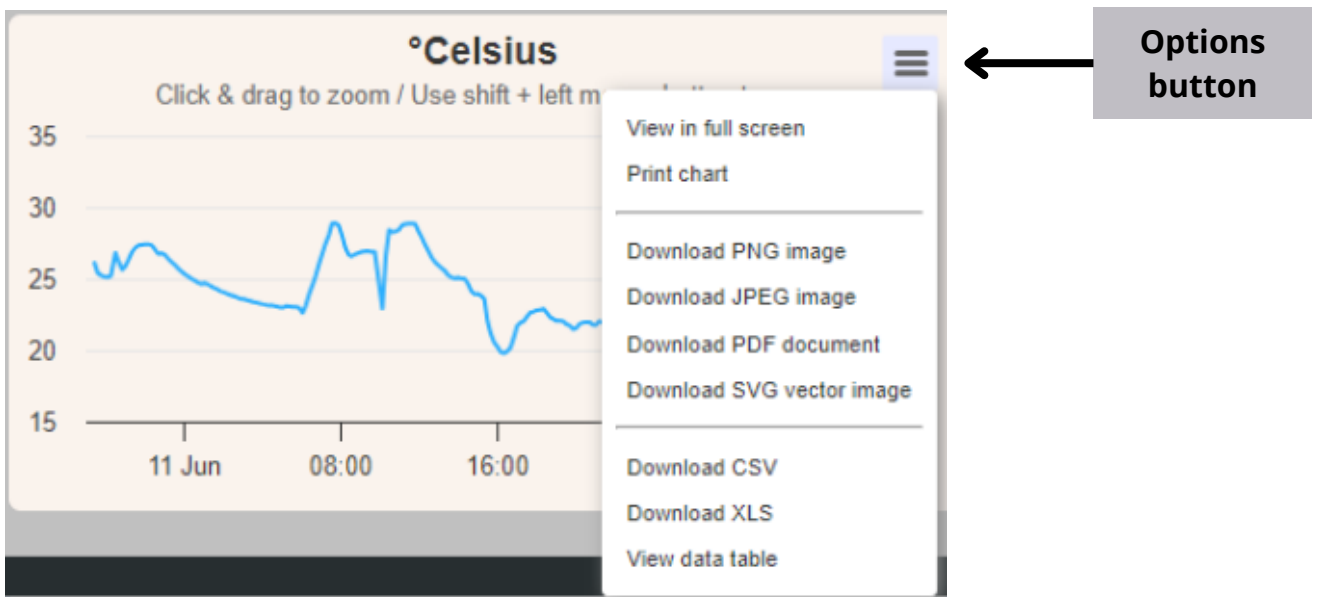 °Celsius
Click & drag to zoom / Use shift + left
Options
button
View in full screen
Print chart
Download PNG image
Download JPEG image
Download PDF document
Download SVG vector image
Download CSV
Download XLS
View data table
35
30
25
20
15
11 Jun 08:00 16:00